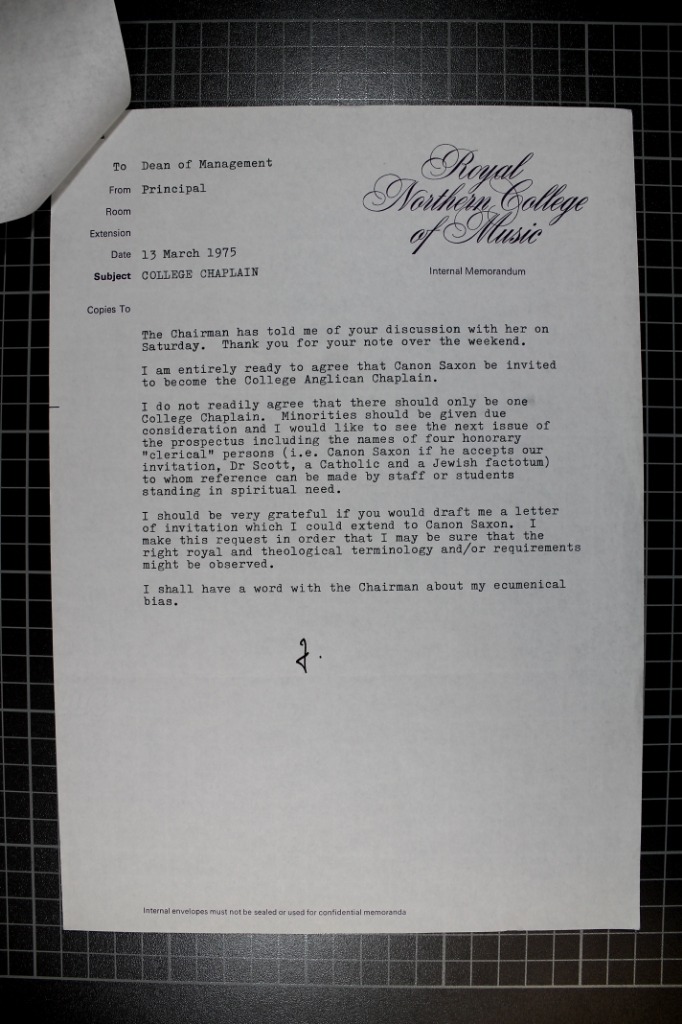 To Dean of Management
From Principal
Room
Extension
Date 13 March 1975
Subject COLLEGE CHAPLAIN
Copies To
Royal
Northern College
of Music
Internal Memorandum
The Chairman has told me of your discussion with her on
Saturday. Thank you for your note over the weekend.
I am entirely ready to agree that Canon Saxon be invited
to become the College Anglican Chaplain.
I do not readily agree that there should only be one
College Chaplain. Minorities should be given due
consideration and I would like to see the next issue of
the prospectus including the names of four honorary
"clerical" persons (i.e. Canon Saxon if he accepts our
invitation, Dr Scott, a Catholic and a Jewish factotum)
to whom reference can be made by staff or students
standing in spiritual need.
I should be very grateful if you would draft me a letter
of invitation which I could extend to Canon Saxon. I
make this request in order that I may be sure that the
right royal and theological terminology and/or requirements
might be observed.
I shall have a word with the Chairman about my ecumenical
bias.
Internal envelopes must not be sealed or used for confidential memoranda